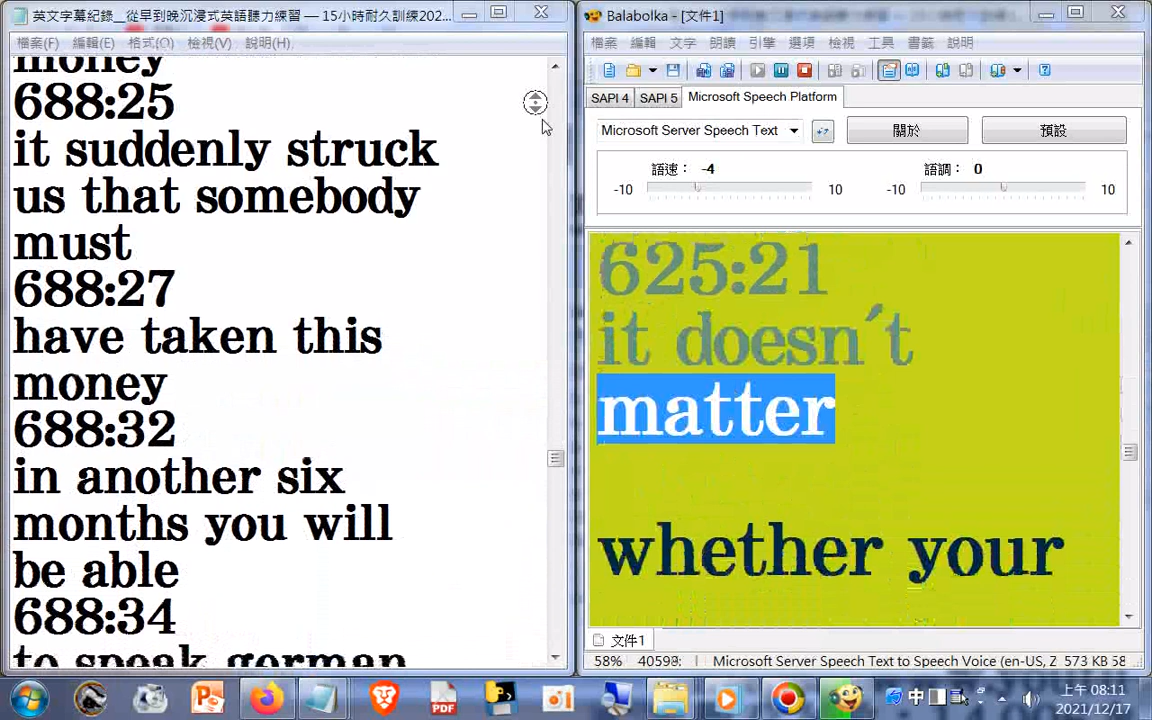 英文字幕紀錄__從早到晚沉浸式英語聽力練習 — 15小時耐久訓練202...
檔案(F) 編輯(E) 格式(O) 檢視(V) 說明(H)
money
688:25
it suddenly struck
us that somebody
must
688:27
have taken this
money
688:32
in another six
months you will
be able
688:34
to speak german
Balabolka - [文件1]
檔案 編輯 文字 朗讀 引擎 選項 檢視 工具 書籤 說明
SAPI 4 SAPI 5 Microsoft Speech Platform
Microsoft Server Speech Text 關於 預設
語速： -4 語調： 0
-10 10 -10 10
625:21
it doesn´t
matter
whether your
文件1
58% Microsoft Server Speech Text to Speech Voice (en-US, Z 573 KB 58
PDF
中
上午 08:11
2021/12/17